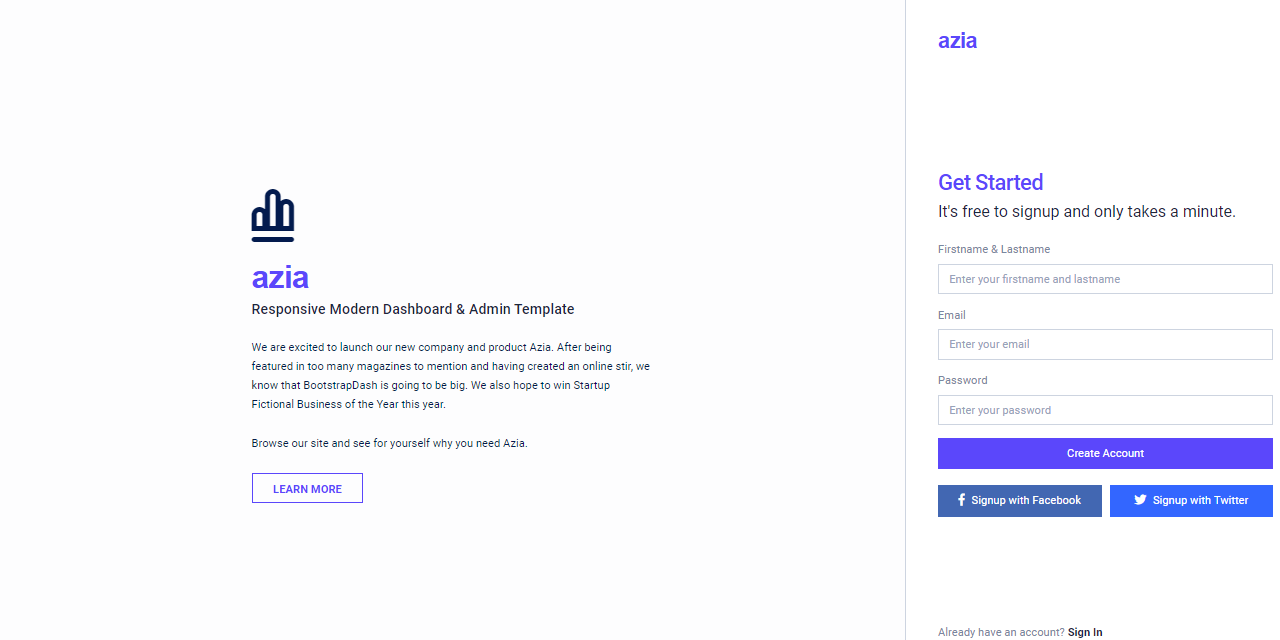 azia
Responsive Modern Dashboard & Admin Template
We are excited to launch our new company and product Azia. After being
featured in too many magazines to mention and having created an online stir, we
know that BootstrapDash is going to be big. We also hope to win Startup
Fictional Business of the Year this year.
Browse our site and see for yourself why you need Azia.
LEARN MORE
azia
Get Started
It's free to signup and only takes a minute.
Firstname & Lastname
Enter your firstname and lastname
Email
Enter your email
Password
Enter your password
Create Account
Signup with Facebook
Signup with Twitter
Already have an account? Sign In